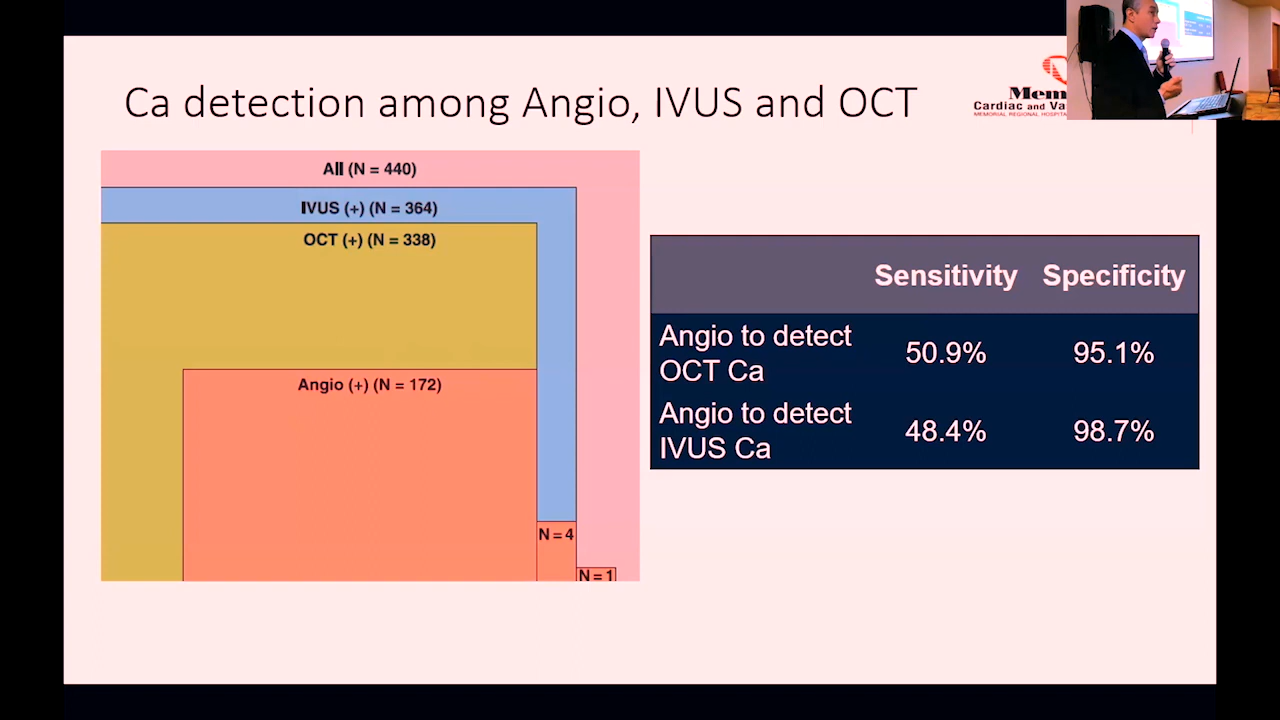 Ca detection among Angio, IVUS and OCT
Cardiac and
MEMORIAL REGIONAL
All (N = 440)
IVUS (+) (N = 364)
OCT (+) (N = 338)
Angio (+) (N = 172)
N = 4
N = 1
Sensitivity Specificity
Angio to detect
OCT Ca
50.9% 95.1%
Angio to detect
IVUS Ca
48.4% 98.7%